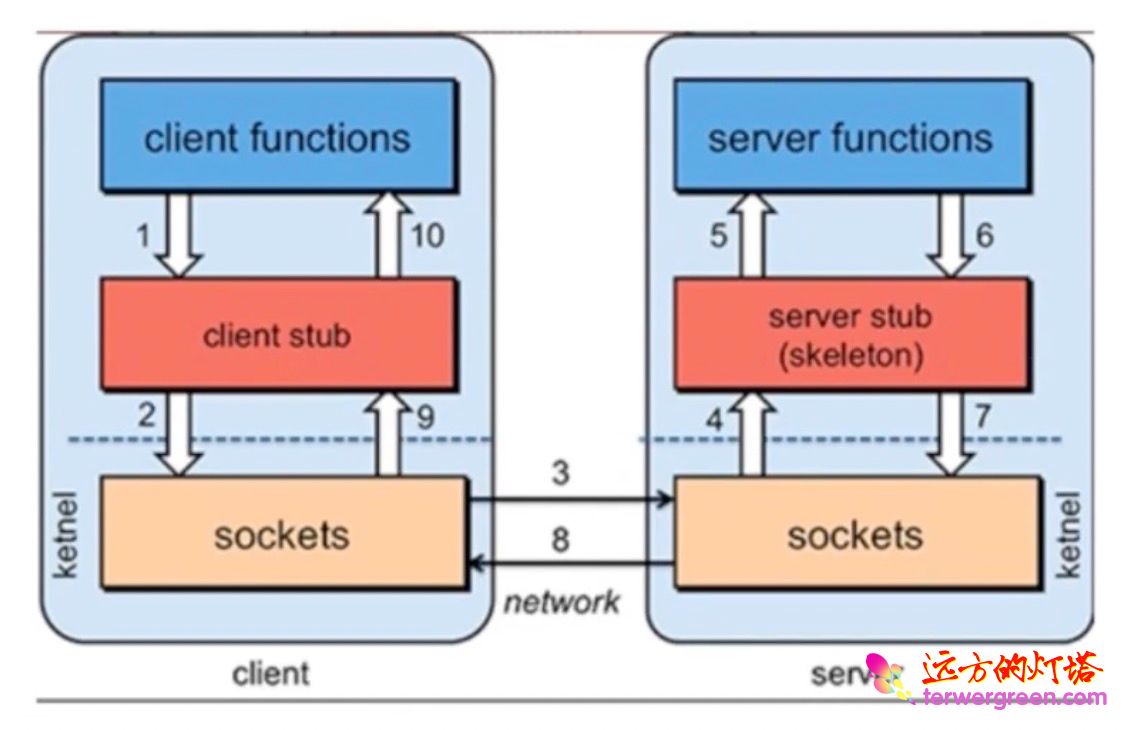 client functions
server functions
1
10
5
6
client stub
server stub
(skeleton)
2
9
4
7
3
sockets
sockets
8
ketnel
ketnel
network
client
serv
远方的灯塔
terwergreen.com